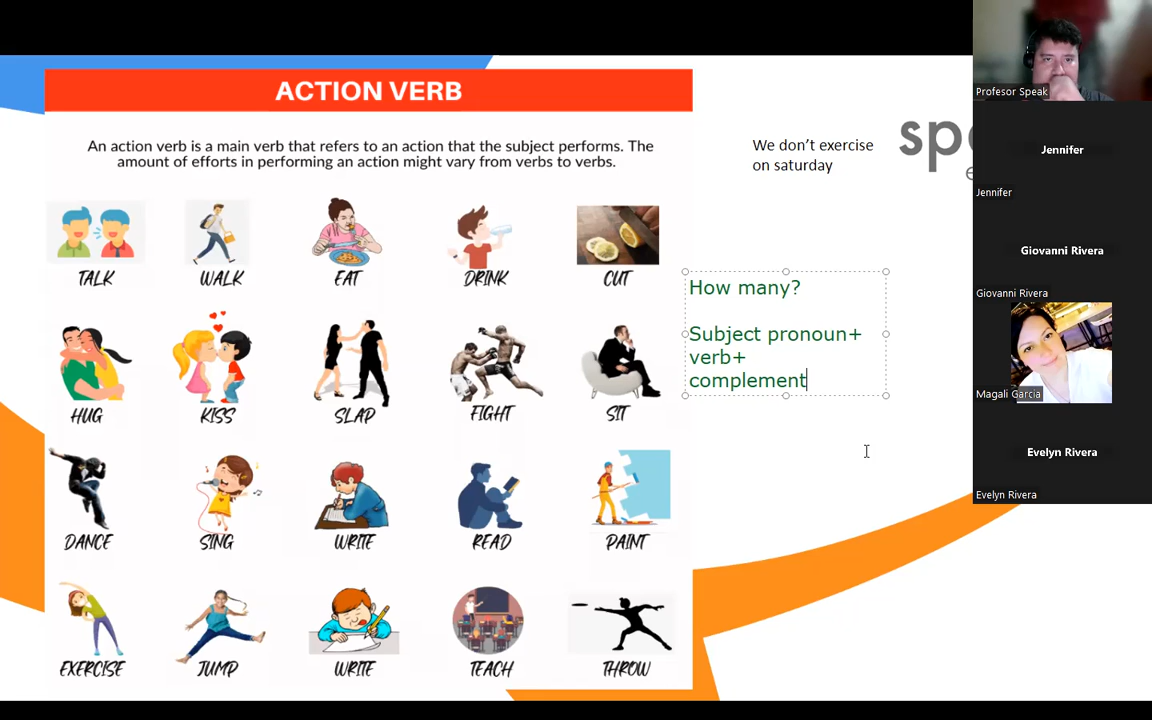 ACTION VERB
An action verb is a main verb that refers to an action that the subject performs. The
amount of efforts in performing an action might vary from verbs to verbs.
TALK
WALK
EAT
DRINK
CUT
HUG
KISS
SLAP
FIGHT
SIT
DANCE
SING
WRITE
READ
PAINT
EXERCISE
JUMP
WRITE
TEACH
THROW
We don't exercise
on saturday
How many?
Subject pronoun+
verb+
complement
sp
Profesor Speak
Jennifer
Jennifer
Giovanni Rivera
Giovanni Rivera
Magali Garcia
Evelyn Rivera
Evelyn Rivera